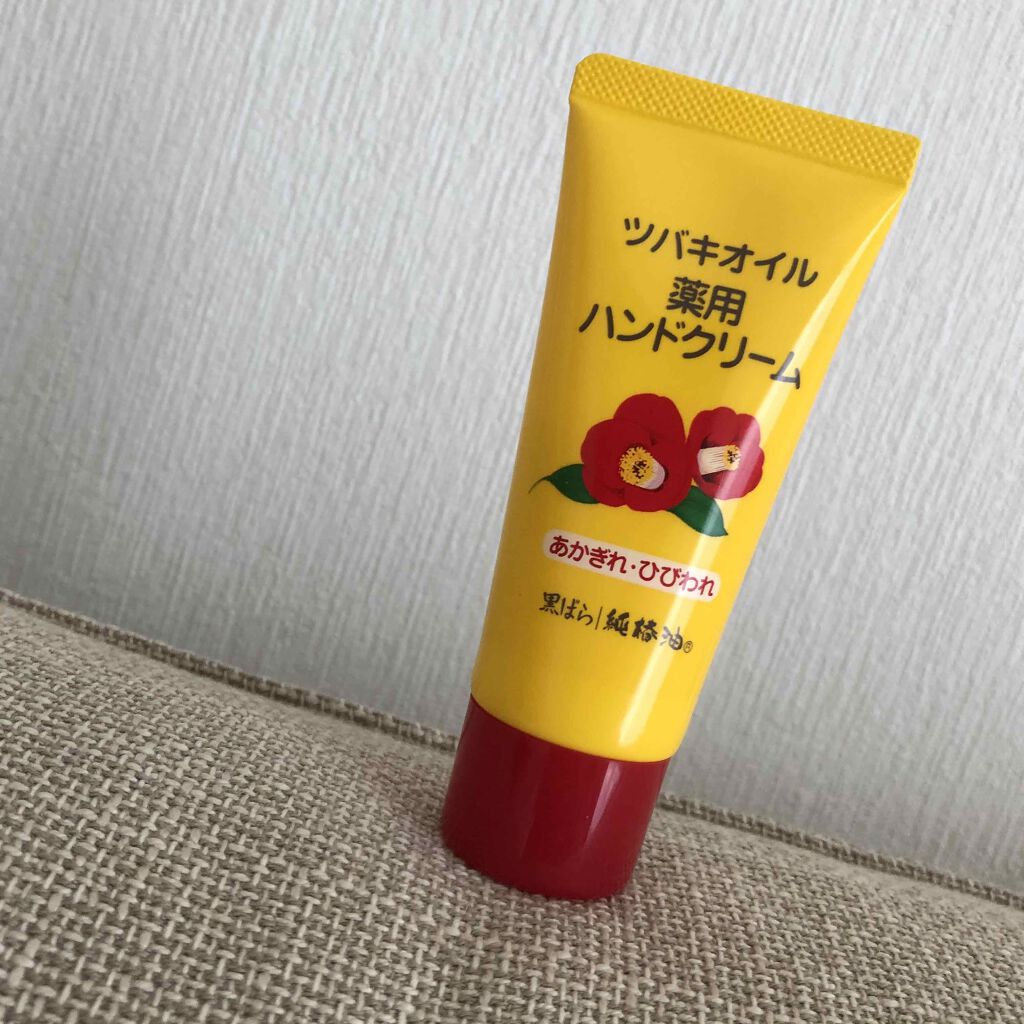 ツバキオイル
薬用
ハンドクリーム
あかぎれ・ひびわれ
黒ばら|純椿油®